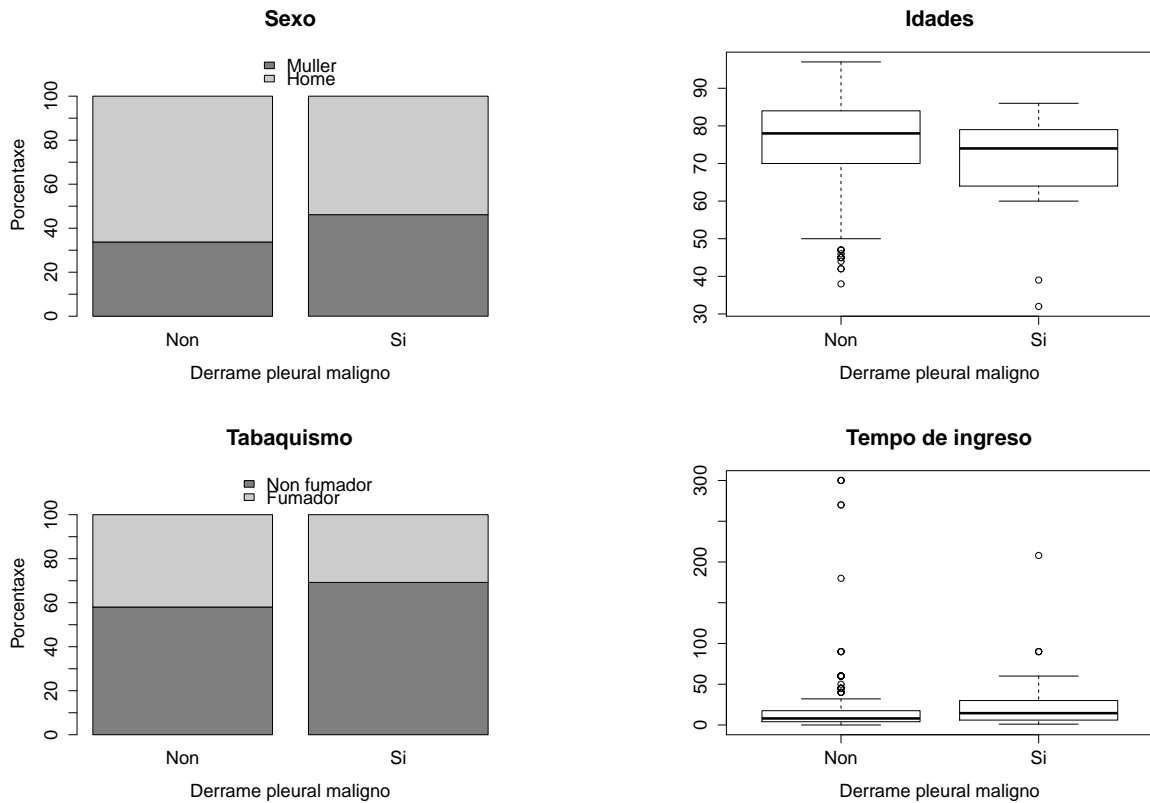 Sexo
Muller
Home
Porcentaxe
0 20 40 60 80 100
Non Si
Derrame pleural maligno
Idades
30 40 50 60 70 80 90
Non Si
Derrame pleural maligno
Tabaquismo
Non fumador
Fumador
Porcentaxe
0 20 40 60 80 100
Non Si
Derrame pleural maligno
Tempo de ingreso
0 50 100 200 300
Non Si
Derrame pleural maligno